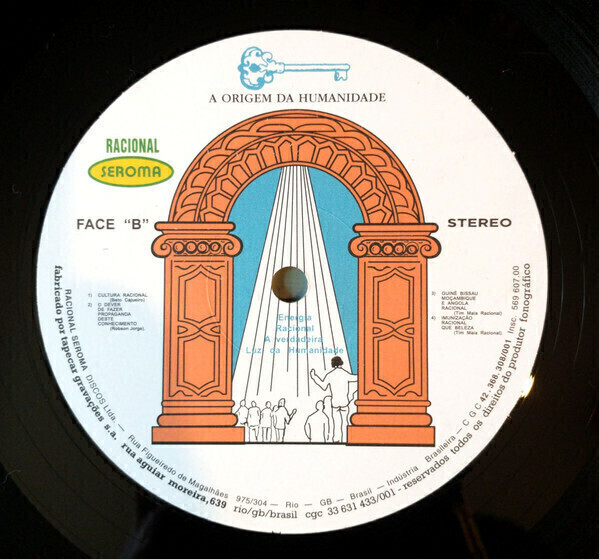 A ORIGEM DA HUMANIDADE
RACIONAL
SEROMA
FACE “B”
STEREO
1) CULTURA RACIONAL
(Beto Cajueiro)
2) O DEVER
DE FAZER
PROPAGANDA
DESTE
CONHECIMENTO
(Robson Jorge)
3) GUINÉ BISSAU
MOÇAMBIQUE
E ANGOLA
RACIONAL
(Tim Maia Racional)
4) IMUNIZAÇÃO
RACIONAL
QUE BELEZA
(Tim Maia Racional)
Energia
Racional
A verdadeira
Luz da Humanidade
RACIONAL SEROMA DISCOS Ltda. — Rua Figueiredo de Magalhães 975/304 — Rio — GB — Brasil — Indústria Brasileira — C G C 42. 368. 308/001 Insc. 569 607 00
fabricado por tapecar gravações s.a. rua aguiar moreira,639 rio/gb/brasil cgc 33 631 433/001 - reservados todos os direitos do produtor fonográfico